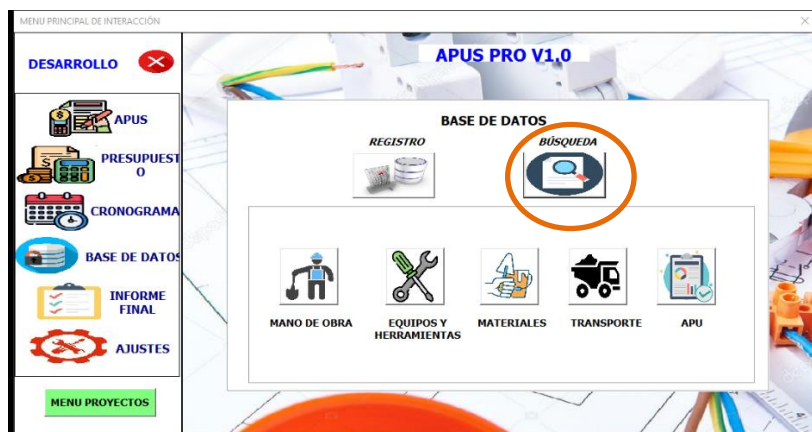 MENU PRINCIPAL DE INTERACCIÓN
DESARROLLO
APUS
PRESUPUEST
O
CRONOGRAMA
BASE DE DATOS
INFORME
FINAL
AJUSTES
MENU PROYECTOS
APUS PRO V1,0
BASE DE DATOS
REGISTRO
BÚSQUEDA
MANO DE OBRA
EQUIPOS Y
HERRAMIENTAS
MATERIALES
TRANSPORTE
APU